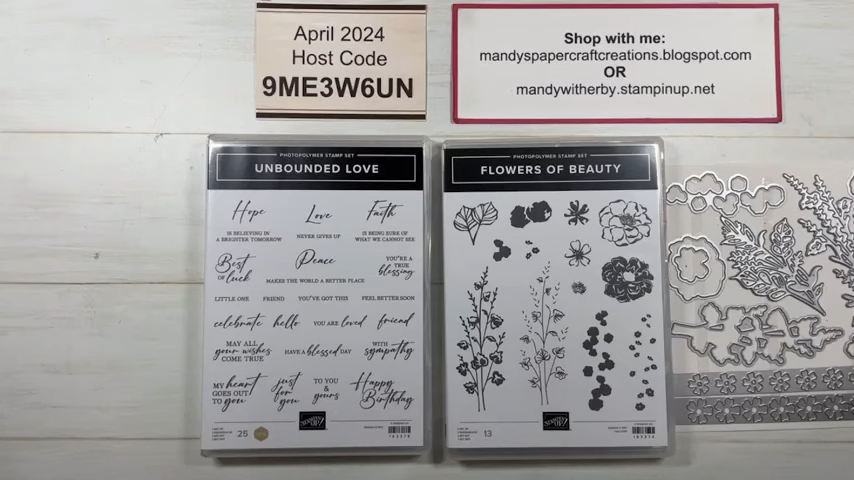 April 2024
Host Code
9ME3W6UN
Shop with me:
mandyspapercraftcreations.blogspot.com
OR
mandywitherby.stampinup.net
PHOTOPOLYMER STAMP SET
UNBOUNDED LOVE
Hope Love Faith
IS BELIEVING IN NEVER GIVES UP IS BEING SURE OF
A BRIGHTER TOMORROW WHAT WE CANNOT SEE
Best Peace YOU'RE A
of luck TRUE
MAKES THE WORLD A BETTER PLACE blessing
LITTLE ONE FRIEND YOU'VE GOT THIS FEEL BETTER SOON
celebrate hello YOU ARE loved friend
MAY ALL WITH
your wishes HAVE A blessed DAY sympathy
COME TRUE
MY heart just TO YOU Happy
GOES OUT for & Birthday
TO you you yours
STAMPIN' UP!
25
PHOTOPOLYMER STAMP SET
FLOWERS OF BEAUTY
STAMPIN' UP!
13